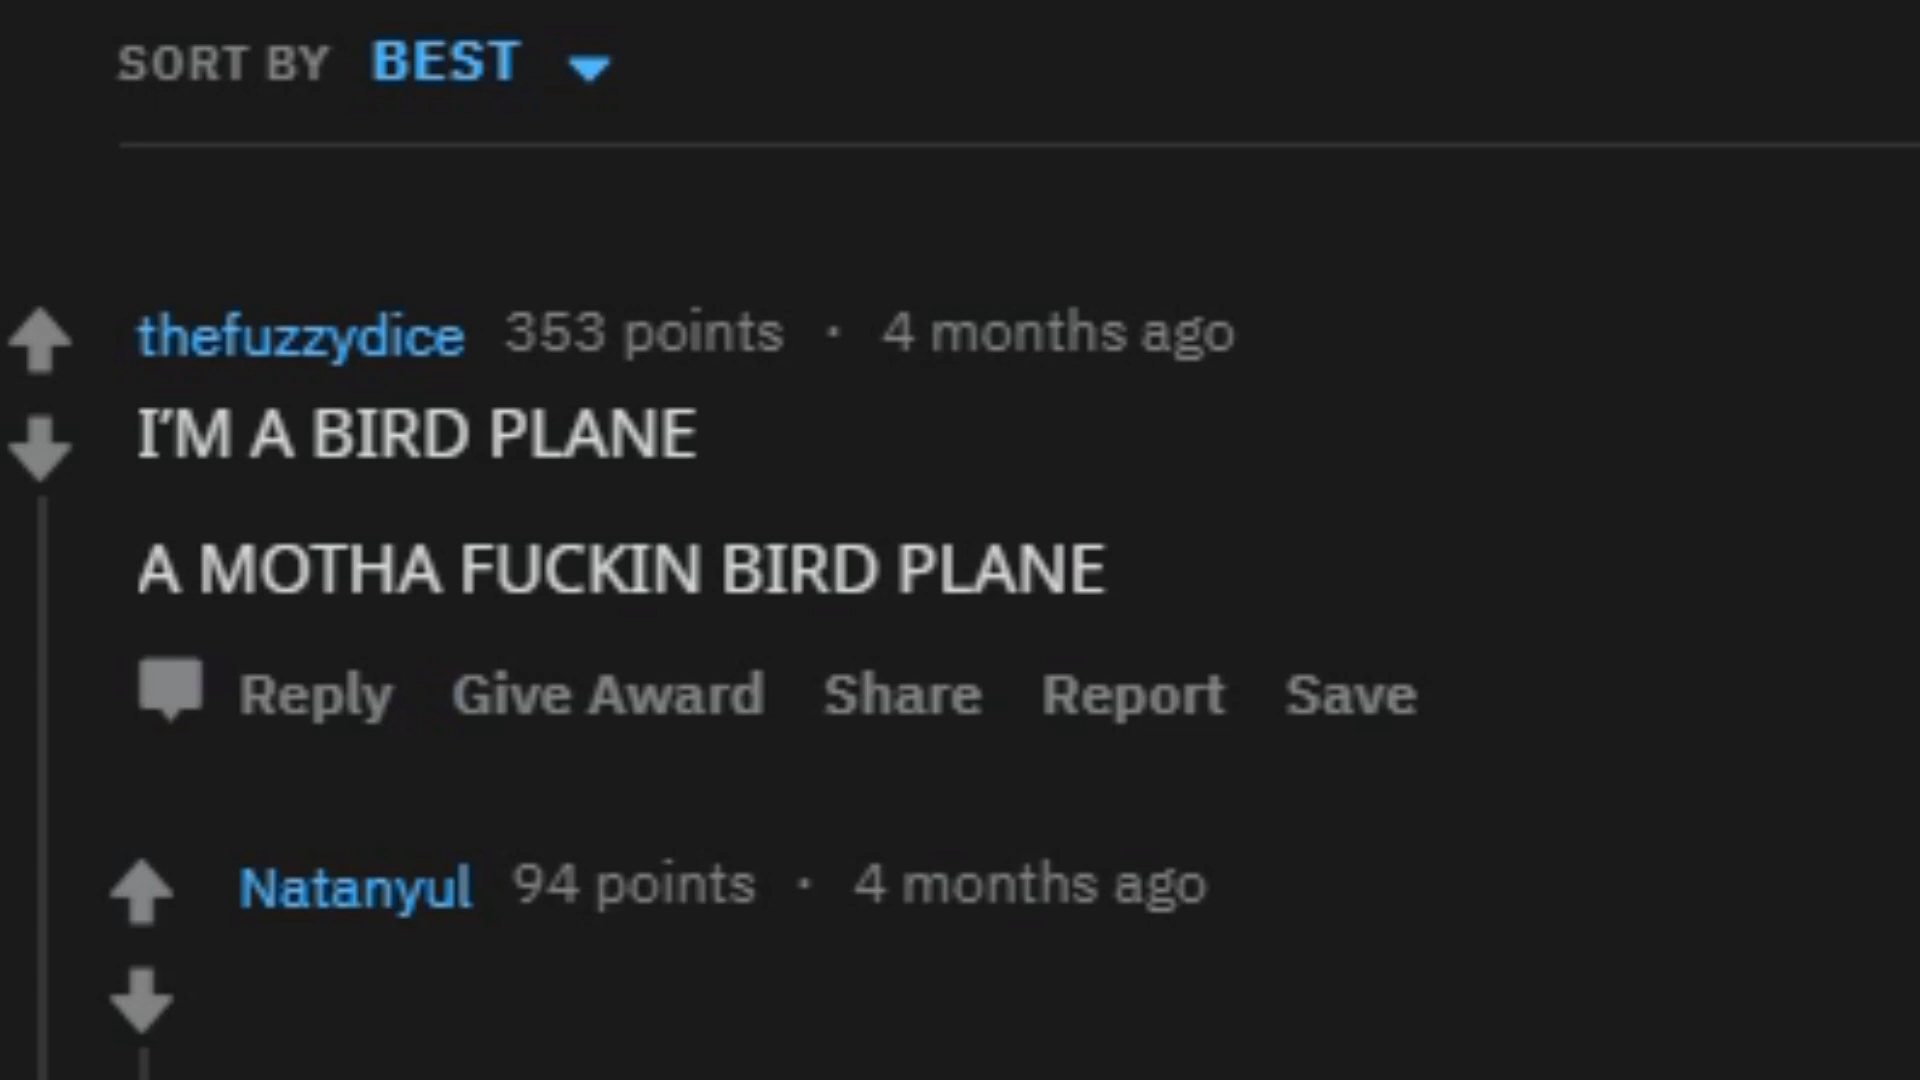 SORT BY BEST
thefuzzydice 353 points · 4 months ago
I'M A BIRD PLANE
A MOTHA FUCKIN BIRD PLANE
Reply Give Award Share Report Save
Natanyul 94 points · 4 months ago